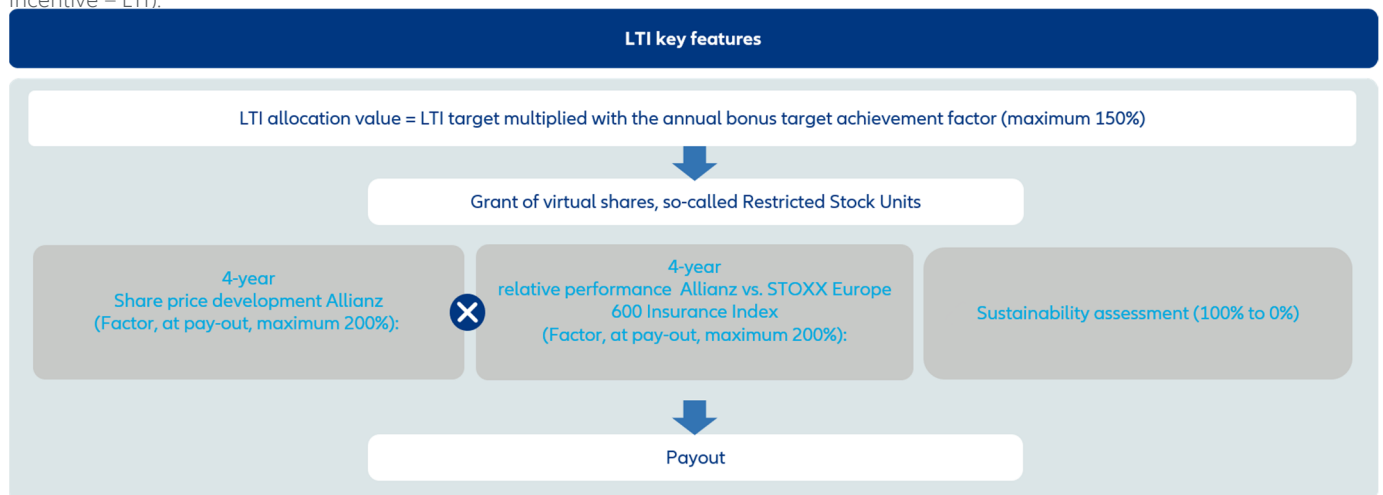 Incentive – LTI).
LTI key features
LTI allocation value = LTI target multiplied with the annual bonus target achievement factor (maximum 150%)
Grant of virtual shares, so-called Restricted Stock Units
4-year
Share price development Allianz
(Factor, at pay-out, maximum 200%):
4-year
relative performance Allianz vs. STOXX Europe
600 Insurance Index
(Factor, at pay-out, maximum 200%):
Sustainability assessment (100% to 0%)
Payout